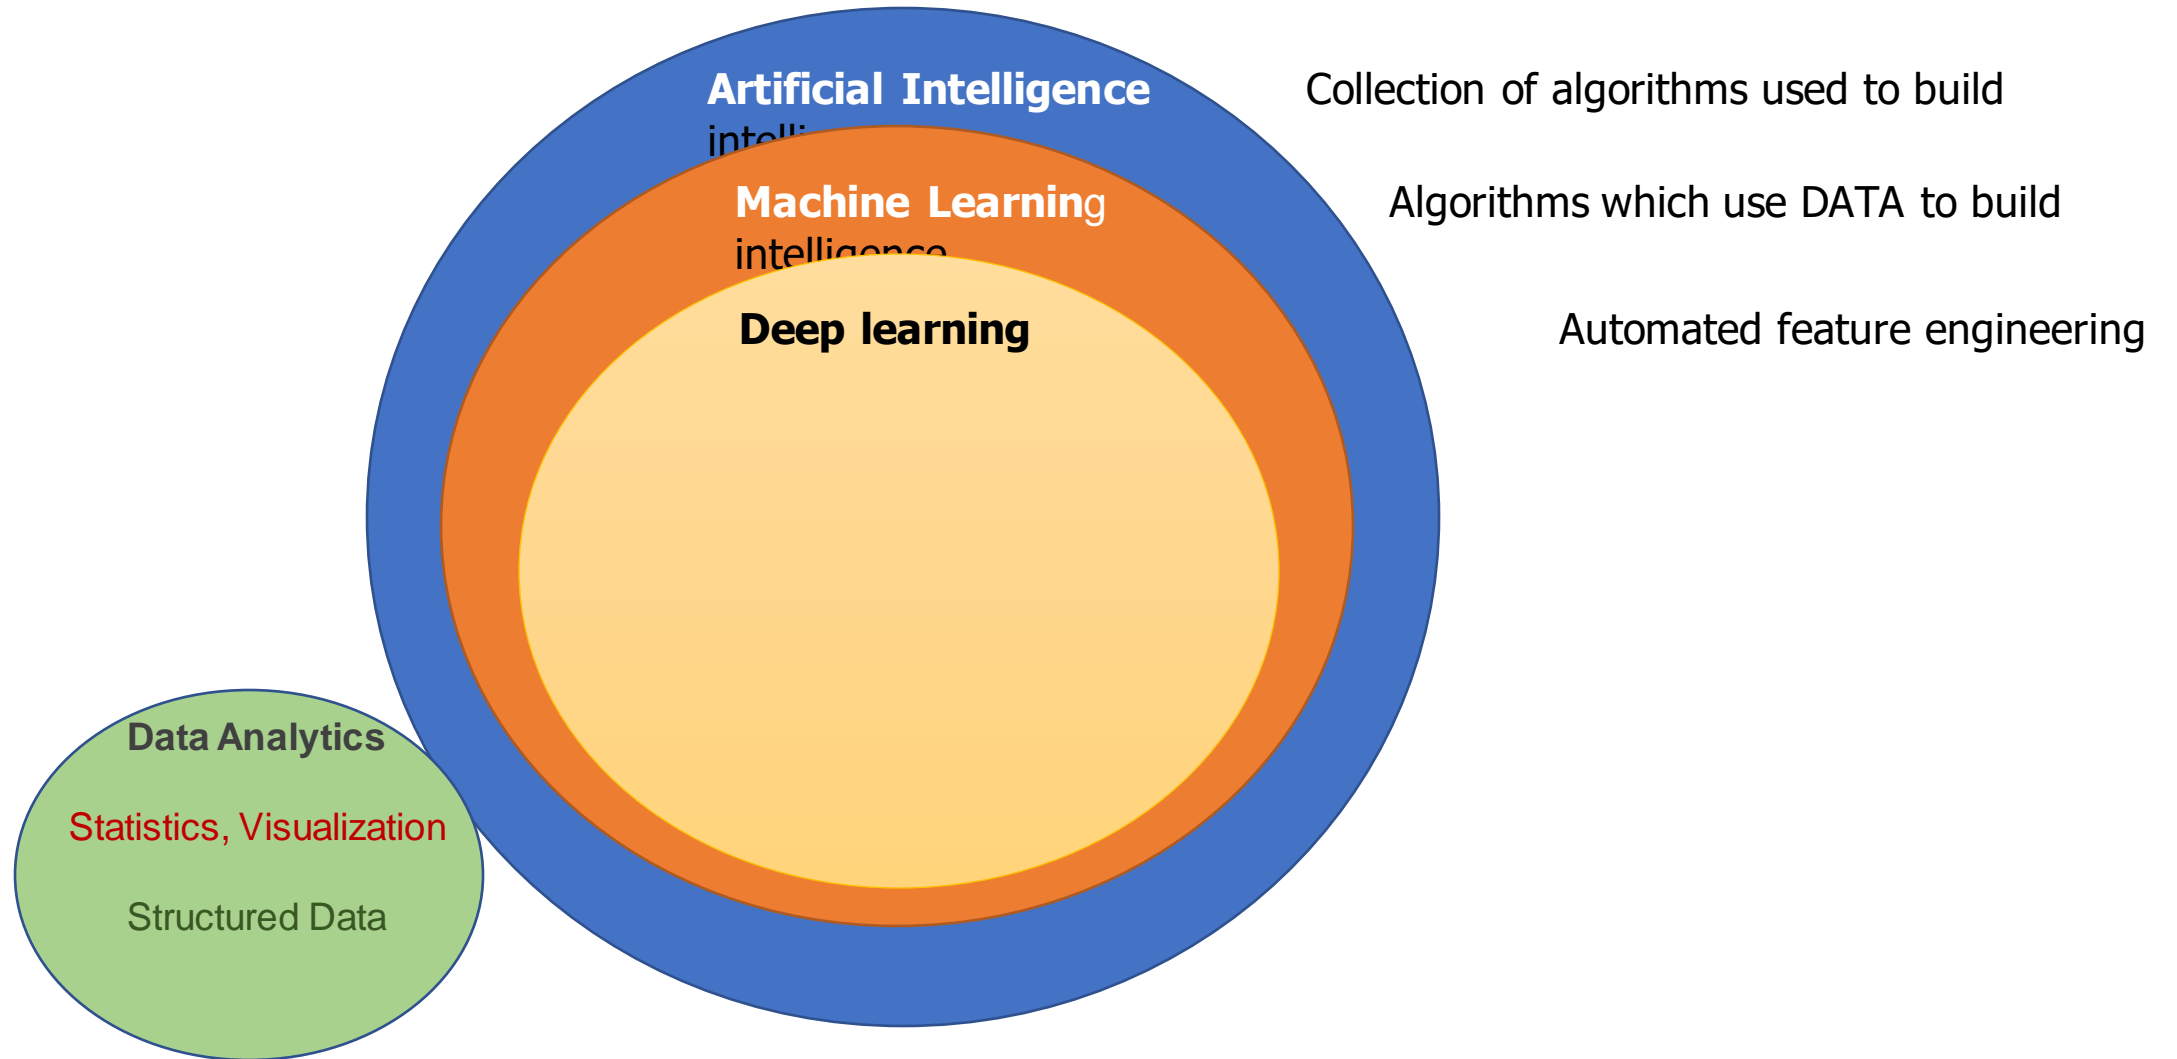 Artificial Intelligence Collection of algorithms used to build
Machine Learning Algorithms which use DATA to build
intelligence
Deep learning Automated feature engineering
Data Analytics
Statistics, Visualization
Structured Data